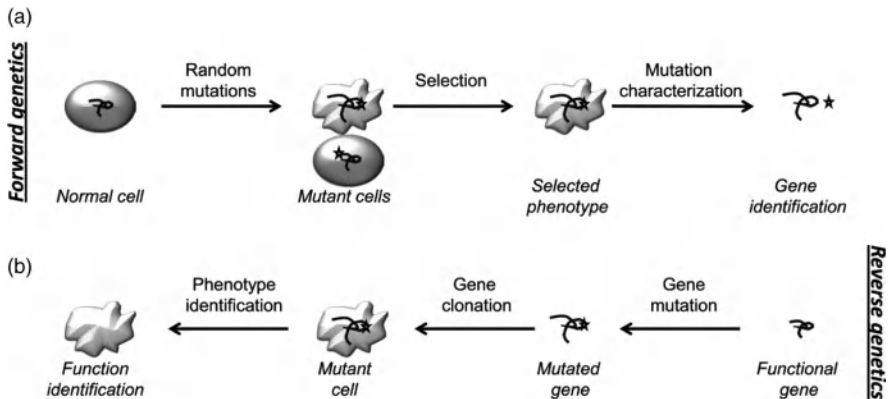 (a)
Forward genetics
Random
mutations
Selection
Mutation
characterization
Normal cell
Mutant cells
Selected
phenotype
Gene
identification
(b)
Reverse genetics
Phenotype
identification
Gene
clonation
Gene
mutation
Function
identification
Mutant
cell
Mutated
gene
Functional
gene